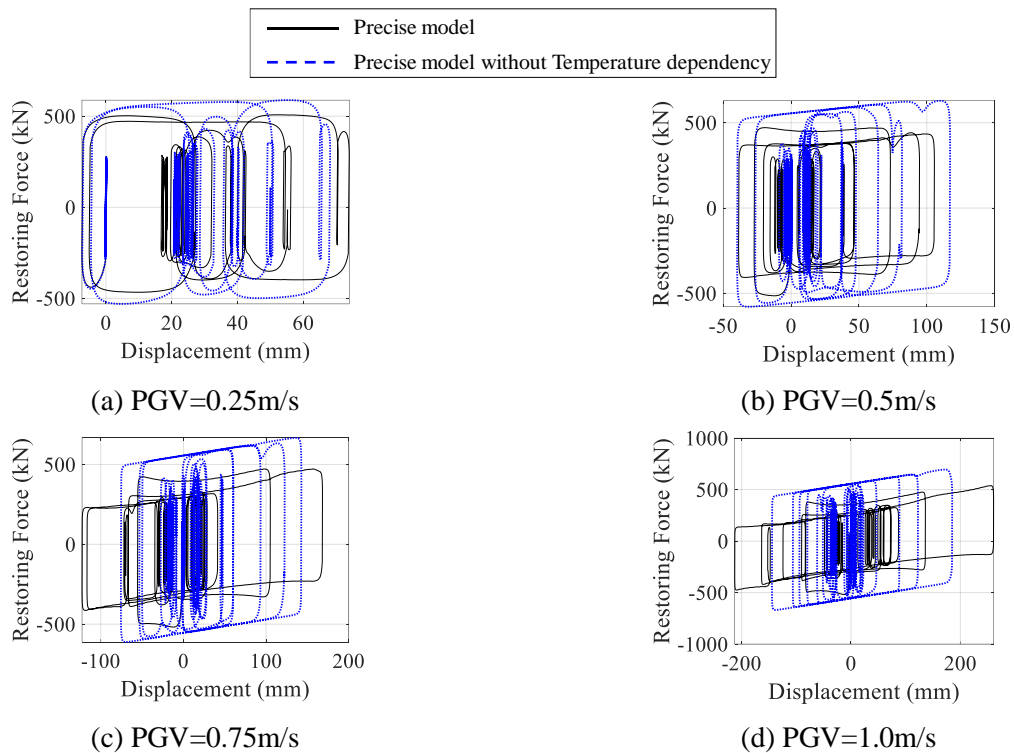 Precise model
Precise model without Temperature dependency
500
0
-500
Restoring Force (kN)
0 20 40 60
Displacement (mm)
(a) PGV=0.25m/s
500
0
-500
Restoring Force (kN)
-50 0 50 100 150
Displacement (mm)
(b) PGV=0.5m/s
500
0
-500
Restoring Force (kN)
-100 0 100 200
Displacement (mm)
(c) PGV=0.75m/s
1000
500
0
-500
-1000
Restoring Force (kN)
-200 0 200
Displacement (mm)
(d) PGV=1.0m/s